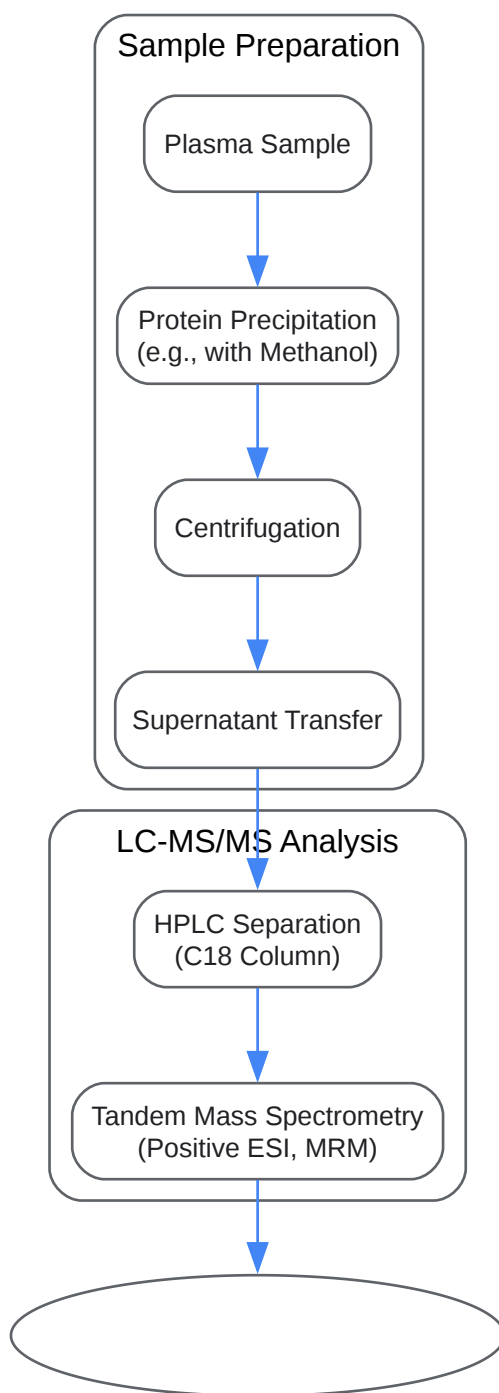 Sample Preparation
Plasma Sample
Protein Precipitation
(e.g., with Methanol)
Centrifugation
Supernatant Transfer
LC-MS/MS Analysis
HPLC Separation
(C18 Column)
Tandem Mass Spectrometry
(Positive ESI, MRM)